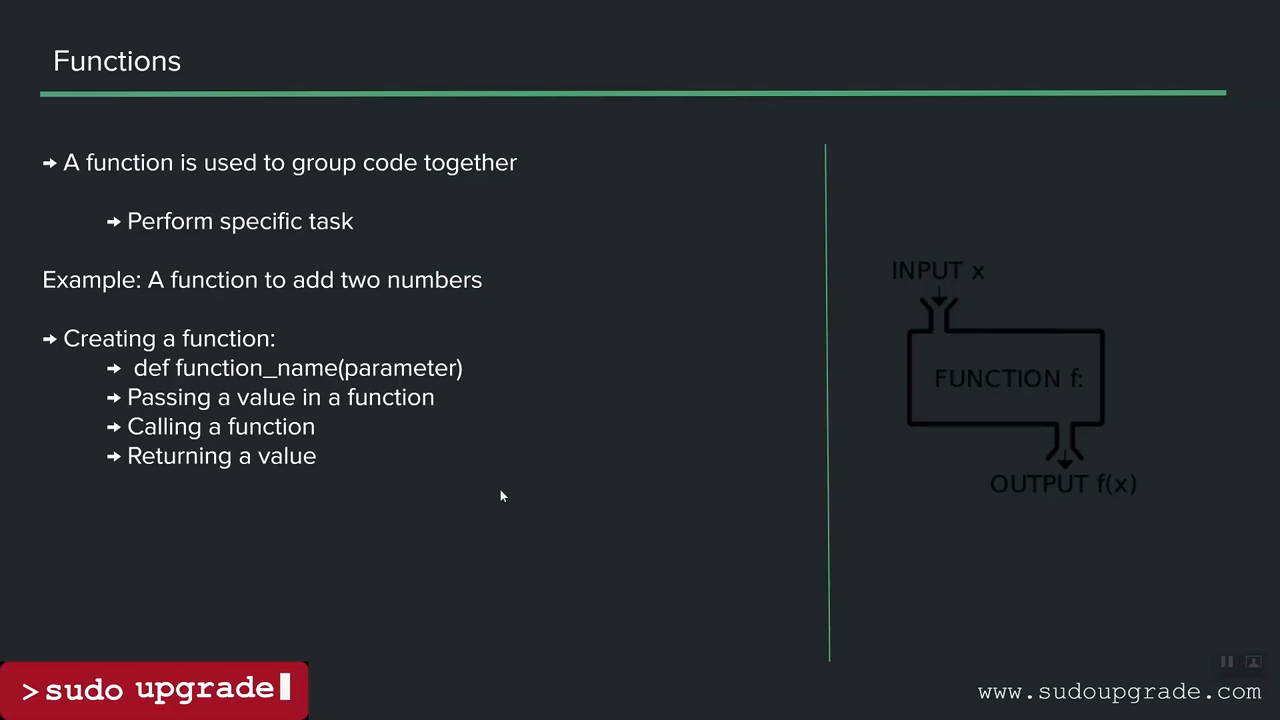 Functions
→ A function is used to group code together
→ Perform specific task
Example: A function to add two numbers
→ Creating a function:
→ def function_name(parameter)
→ Passing a value in a function
→ Calling a function
→ Returning a value
INPUT x
FUNCTION f:
OUTPUT f(x)
>sudo upgrade
www.sudoupgrade.com